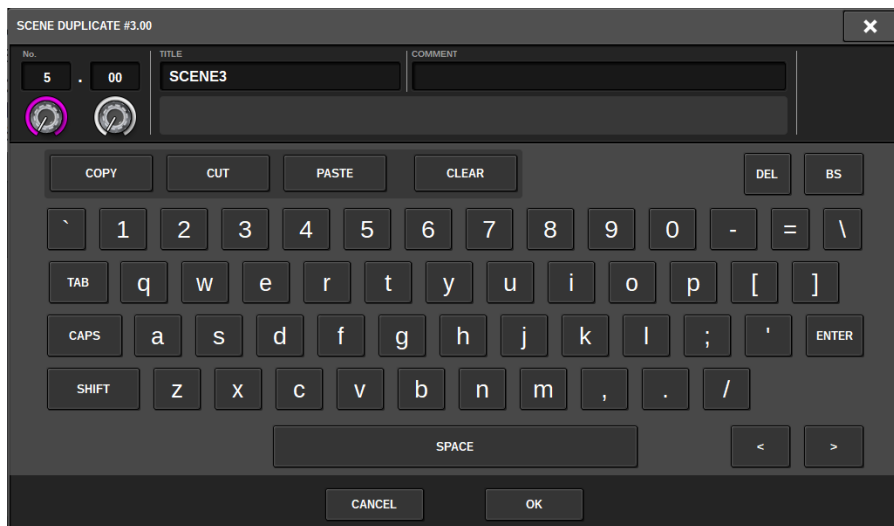 SCENE DUPLICATE #3.00
No. TITLE COMMENT
5 . 00 SCENE3
COPY CUT PASTE CLEAR DEL BS
` 1 2 3 4 5 6 7 8 9 0 - = \
TAB q w e r t y u i o p [ ]
CAPS a s d f g h j k l ; ' ENTER
SHIFT z x c v b n m , . /
SPACE < >
CANCEL OK